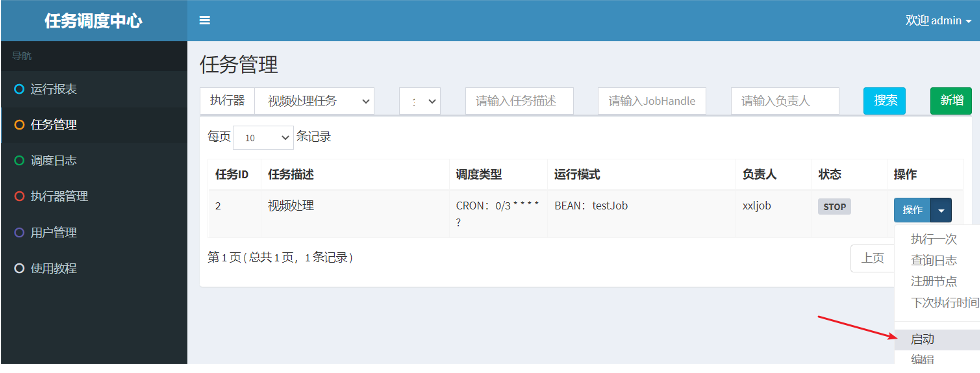 任务调度中心
欢迎 admin
导航
运行报表
任务管理
调度日志
执行器管理
用户管理
使用教程
任务管理
执行器 视频处理任务 请输入任务描述 请输入JobHandle 请输入负责人 搜索 新增
每页 10 条记录
任务ID 任务描述 调度类型 运行模式 负责人 状态 操作
2 视频处理 CRON：0/3 * * * * BEAN：testJob xxljob STOP 操作
?
第 1 页 ( 总共 1 页，1 条记录 ) 上页
执行一次
查询日志
注册节点
下次执行时间
启动
编辑